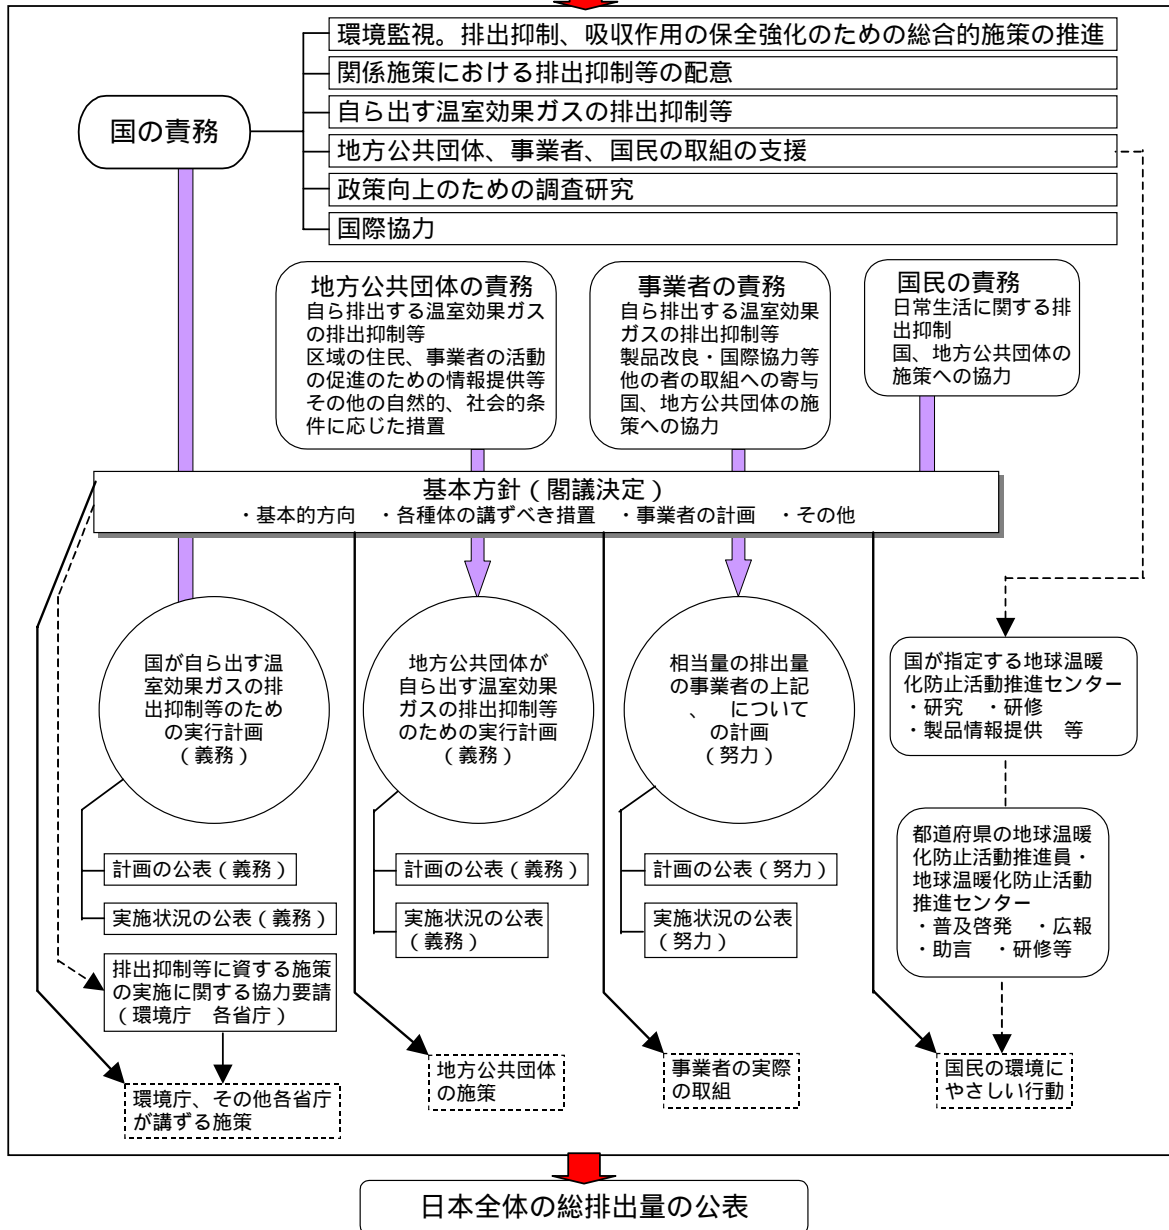 環境監視。排出抑制、吸収作用の保全強化のための総合的施策の推進
関係施策における排出抑制等の配意
自ら出す温室効果ガスの排出抑制等
地方公共団体、事業者、国民の取組の支援
政策向上のための調査研究
国際協力
国の責務
地方公共団体の責務
自ら排出する温室効果ガス
の排出抑制等
区域の住民、事業者の活動
の促進のための情報提供等
その他の自然的、社会的条
件に応じた措置
事業者の責務
自ら排出する温室効果
ガスの排出抑制等
製品改良・国際協力等
他の者の取組への寄与
国、地方公共団体の施
策への協力
国民の責務
日常生活に関する排
出抑制
国、地方公共団体の
施策への協力
基本方針（閣議決定）
・基本的方向　・各種体の講ずべき措置　・事業者の計画　・その他
国が自ら出す温
室効果ガスの排
出抑制等のため
の実行計画
（義務）
地方公共団体が
自ら出す温室効果
ガスの排出抑制等
のための実行計画
（義務）
相当量の排出量
の事業者の上記
、　について
の計画
（努力）
国が指定する地球温暖
化防止活動推進センター
・研究　・研修
・製品情報提供　等
計画の公表（義務）
実施状況の公表（義務）
計画の公表（義務）
実施状況の公表
（義務）
計画の公表（努力）
実施状況の公表
（努力）
都道府県の地球温暖
化防止活動推進員・
地球温暖化防止活動
推進センター
・普及啓発　・広報
・助言　・研修等
排出抑制等に資する施策
の実施に関する協力要請
（環境庁　各省庁）
環境庁、その他各省庁
が講ずる施策
地方公共団体
の施策
事業者の実際
の取組
国民の環境に
やさしい行動
日本全体の総排出量の公表